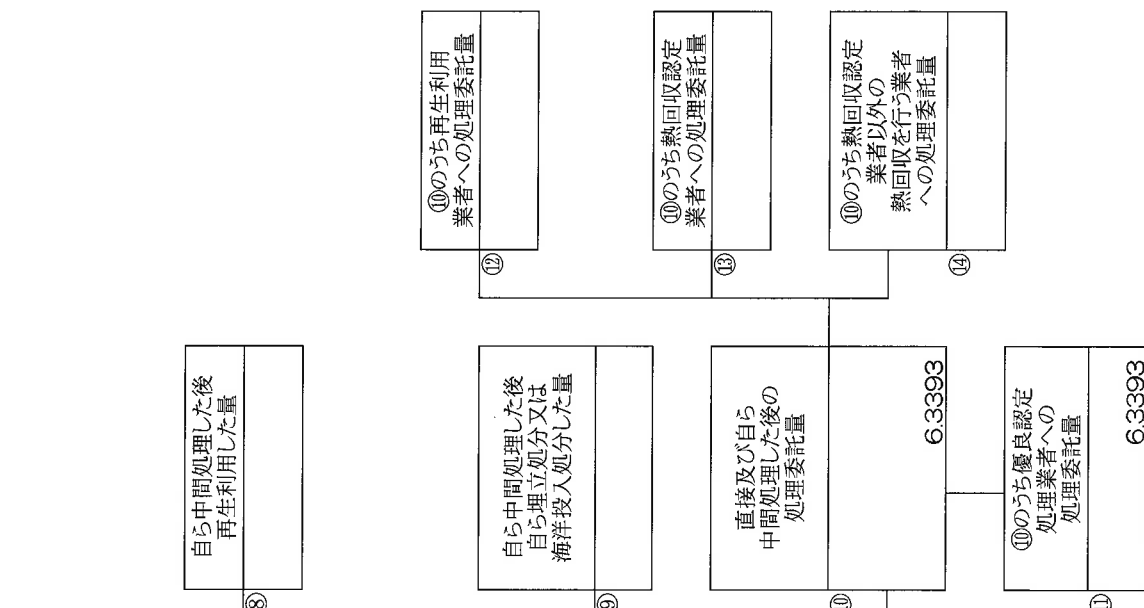 自ら中間処理した後
再生利用した量
⑧
自ら中間処理した後
自ら埋立処分又は
海洋投入処分した量
⑨
直接及び自ら
中間処理した後の
処理委託量
6.3393
⑩
⑩のうち優良認定
処理業者への
処理委託量
6.3393
⑪
⑩のうち再生利用
業者への処理委託量
⑫
⑩のうち熱回収認定
業者への処理委託量
⑬
⑩のうち熱回収認定
業者以外の
熱回収を行う業者
への処理委託量
⑭